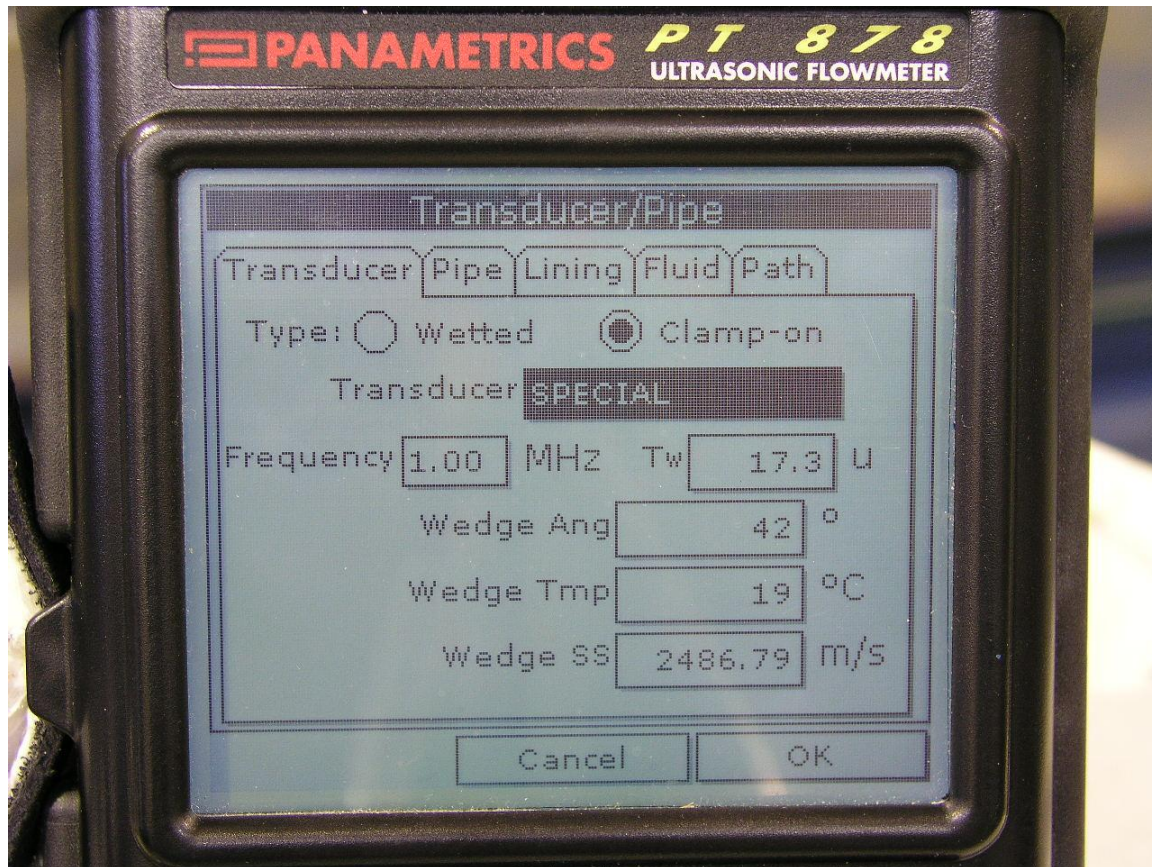 PANAMETRICS PT 878
ULTRASONIC FLOWMETER
Transducer/Pipe
Transducer Pipe Lining Fluid Path
Type: Wetted Clamp-on
Transducer SPECIAL
Frequency 1.00 MHz Tw 17.3 u
Wedge Ang 42 °
Wedge Tmp 19 °C
Wedge SS 2486.79 m/s
Cancel OK